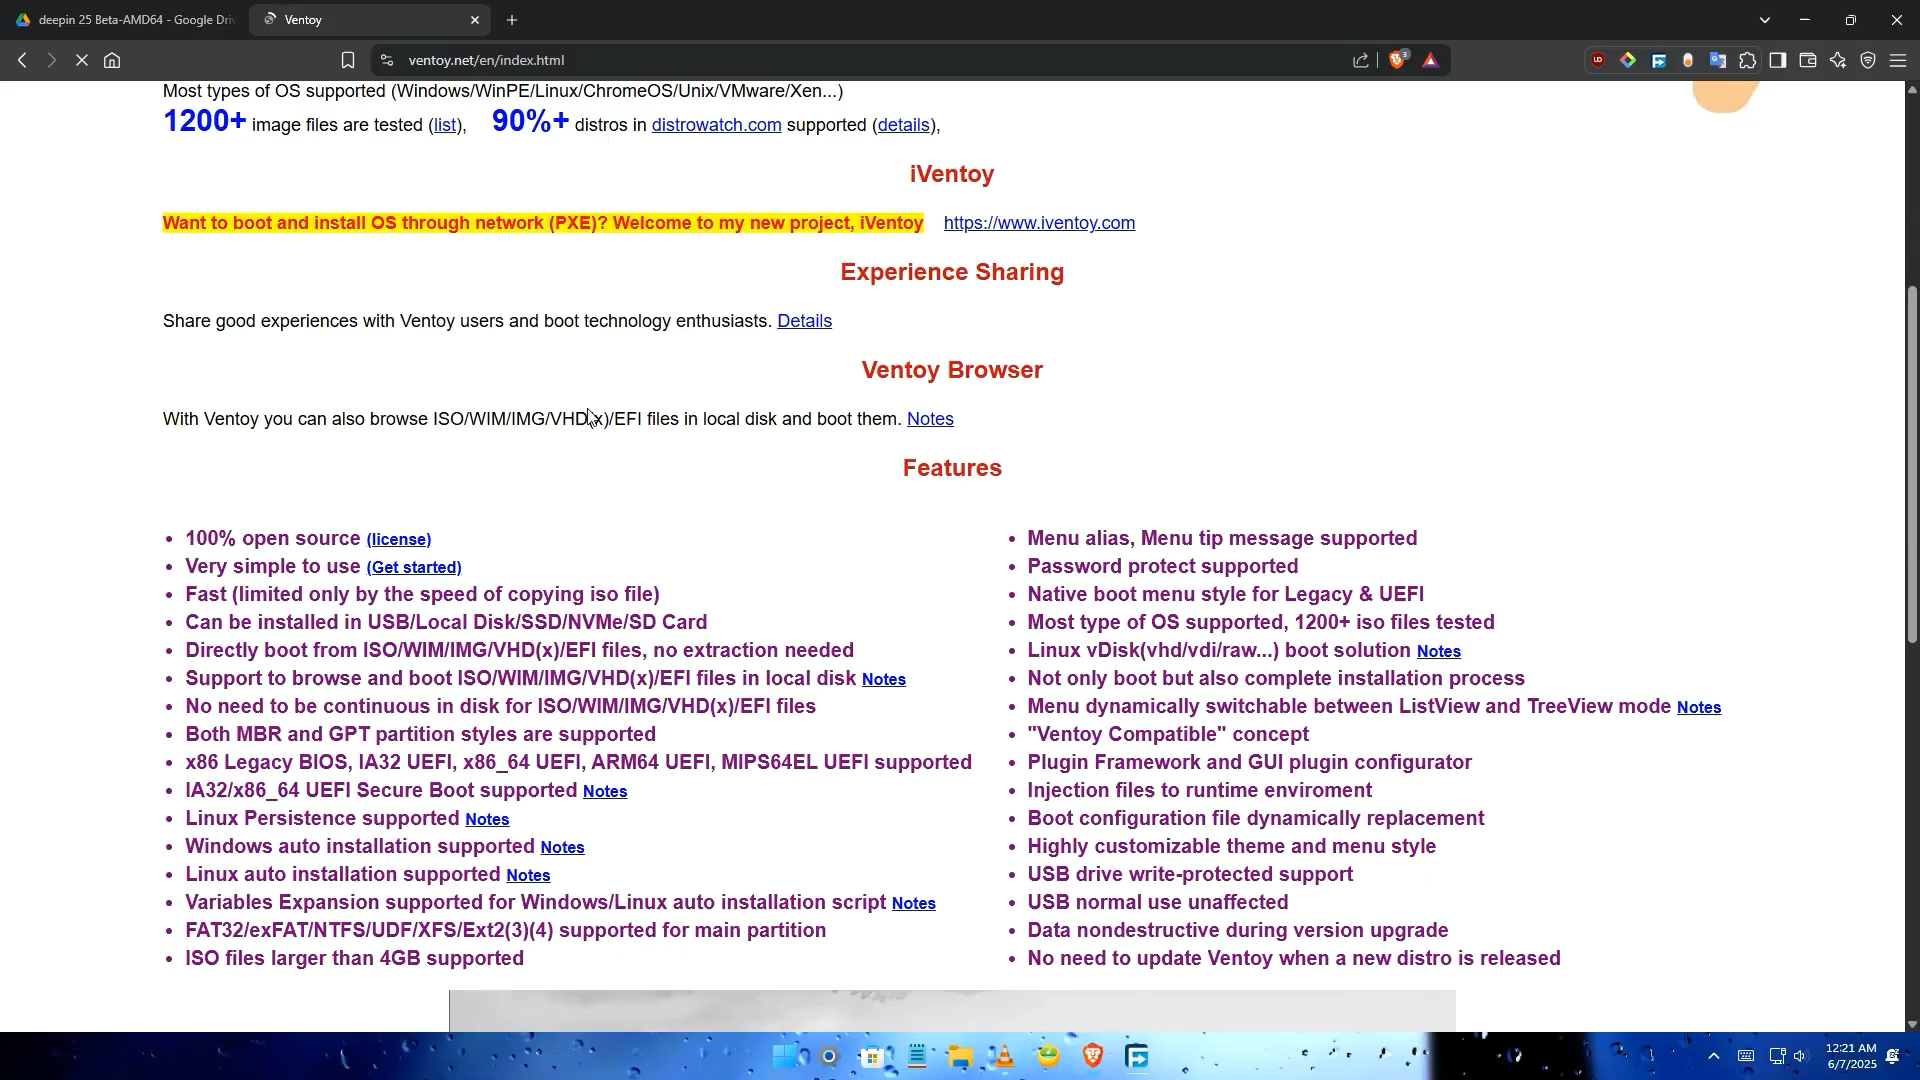 deepin 25 Beta-AMD64 - Google Dri
Ventoy
ventoy.net/en/index.html
3
Most types of OS supported (Windows/WinPE/Linux/ChromeOS/Unix/VMware/Xen...)
1200+ image files are tested (list), 90%+ distros in distrowatch.com supported (details),
iVentoy
Want to boot and install OS through network (PXE)? Welcome to my new project, iVentoy https://www.iventoy.com
Experience Sharing
Share good experiences with Ventoy users and boot technology enthusiasts. Details
Ventoy Browser
With Ventoy you can also browse ISO/WIM/IMG/VHD(x)/EFI files in local disk and boot them. Notes
Features
• 100% open source (license)
• Very simple to use (Get started)
• Fast (limited only by the speed of copying iso file)
• Can be installed in USB/Local Disk/SSD/NVMe/SD Card
• Directly boot from ISO/WIM/IMG/VHD(x)/EFI files, no extraction needed
• Support to browse and boot ISO/WIM/IMG/VHD(x)/EFI files in local disk Notes
• No need to be continuous in disk for ISO/WIM/IMG/VHD(x)/EFI files
• Both MBR and GPT partition styles are supported
• x86 Legacy BIOS, IA32 UEFI, x86_64 UEFI, ARM64 UEFI, MIPS64EL UEFI supported
• IA32/x86_64 UEFI Secure Boot supported Notes
• Linux Persistence supported Notes
• Windows auto installation supported Notes
• Linux auto installation supported Notes
• Variables Expansion supported for Windows/Linux auto installation script Notes
• FAT32/exFAT/NTFS/UDF/XFS/Ext2(3)(4) supported for main partition
• ISO files larger than 4GB supported
• Menu alias, Menu tip message supported
• Password protect supported
• Native boot menu style for Legacy & UEFI
• Most type of OS supported, 1200+ iso files tested
• Linux vDisk(vhd/vdi/raw...) boot solution Notes
• Not only boot but also complete installation process
• Menu dynamically switchable between ListView and TreeView mode Notes
• "Ventoy Compatible" concept
• Plugin Framework and GUI plugin configurator
• Injection files to runtime enviroment
• Boot configuration file dynamically replacement
• Highly customizable theme and menu style
• USB drive write-protected support
• USB normal use unaffected
• Data nondestructive during version upgrade
• No need to update Ventoy when a new distro is released
12:21 AM
6/7/2025